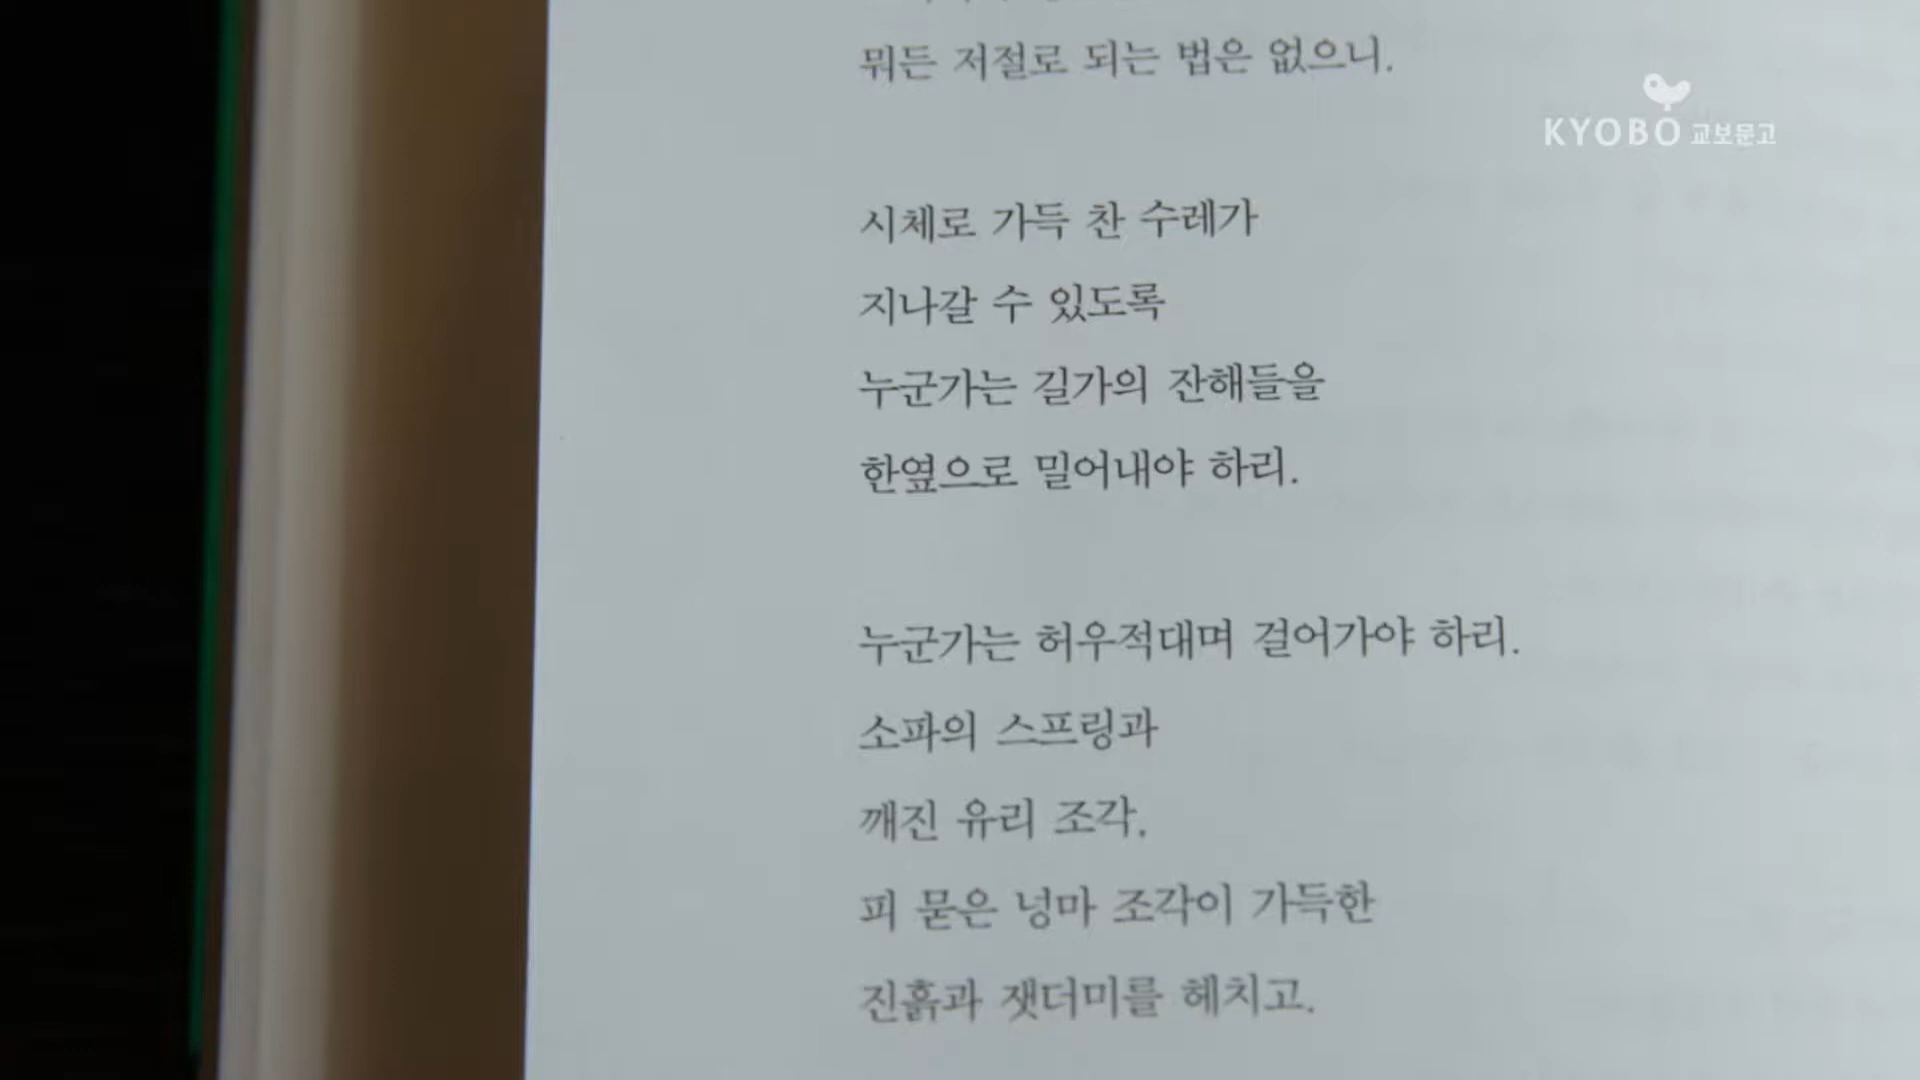 뭐든 저절로 되는 법은 없으니.
KYOBO 교보문고
시체로 가득 찬 수레가
지나갈 수 있도록
누군가는 길가의 잔해들을
한옆으로 밀어내야 하리.
누군가는 허우적대며 걸어가야 하리.
소파의 스프링과
깨진 유리 조각,
피 묻은 넝마 조각이 가득한
진흙과 잿더미를 헤치고.